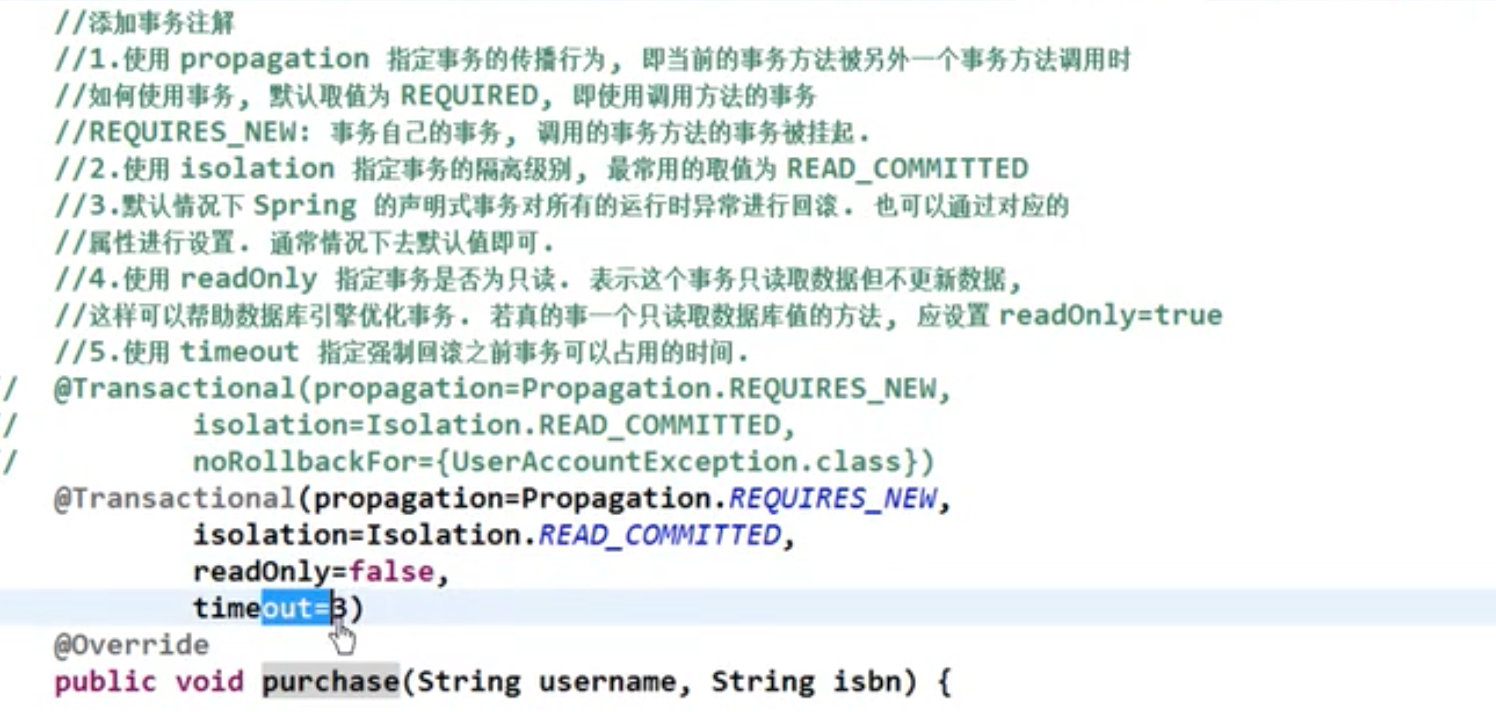 //添加事务注解
//1.使用 propagation 指定事务的传播行为, 即当前的事务方法被另外一个事务方法调用时
//如何使用事务, 默认取值为 REQUIRED, 即使用调用方法的事务
//REQUIRES_NEW: 事务自己的事务, 调用的事务方法的事务被挂起.
//2.使用 isolation 指定事务的隔离级别, 最常用的取值为 READ_COMMITTED
//3.默认情况下 Spring 的声明式事务对所有的运行时异常进行回滚. 也可以通过对应的
//属性进行设置. 通常情况下去默认值即可.
//4.使用 readOnly 指定事务是否为只读. 表示这个事务只读取数据但不更新数据,
//这样可以帮助数据库引擎优化事务. 若真的事一个只读取数据库值的方法, 应设置 readOnly=true
//5.使用 timeout 指定强制回滚之前事务可以占用的时间.
// @Transactional(propagation=Propagation.REQUIRES_NEW,
// isolation=Isolation.READ_COMMITTED,
// noRollbackFor={UserAccountException.class})
@Transactional(propagation=Propagation.REQUIRES_NEW,
isolation=Isolation.READ_COMMITTED,
readOnly=false,
timeout=3)
@Override
public void purchase(String username, String isbn) {